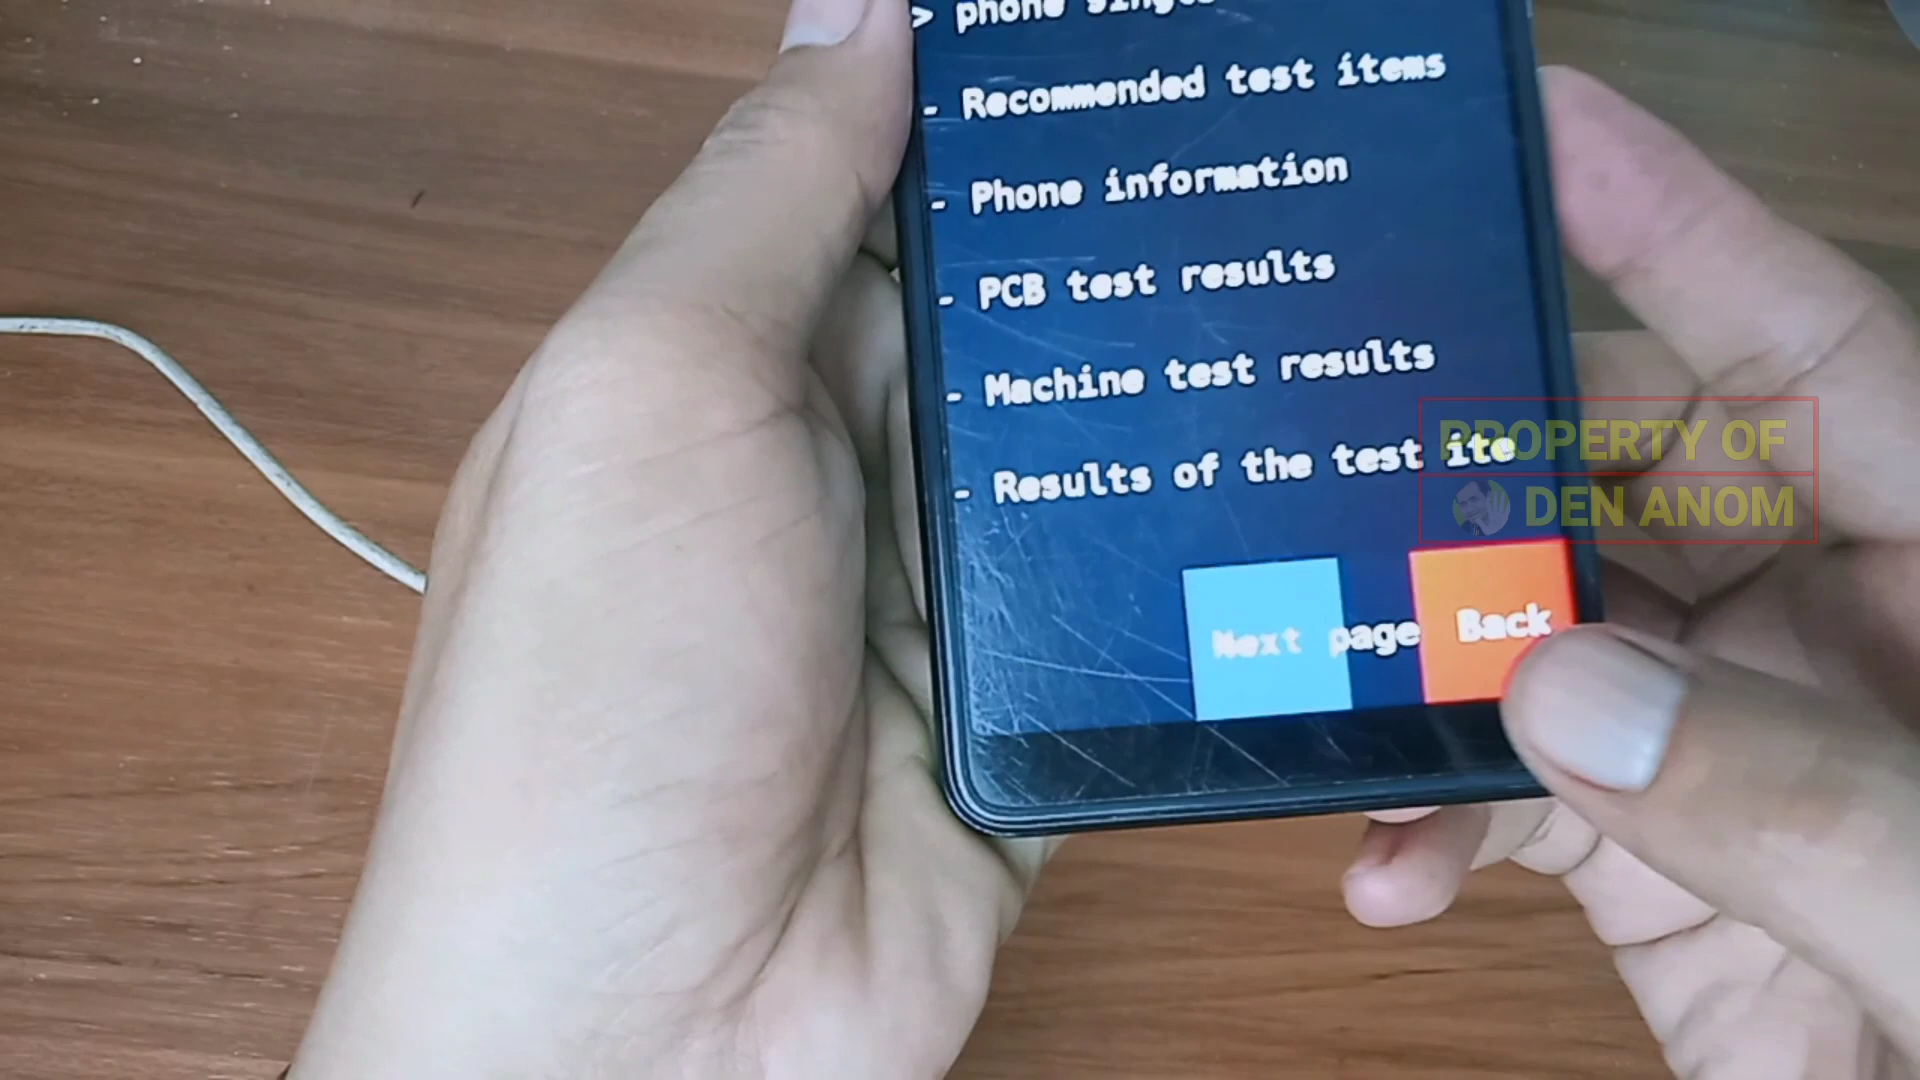 > phone
- Recommended test items
- Phone information
- PCB test results
- Machine test results
- Results of the test ite
Next page
Back
PROPERTY OF
DEN ANOM